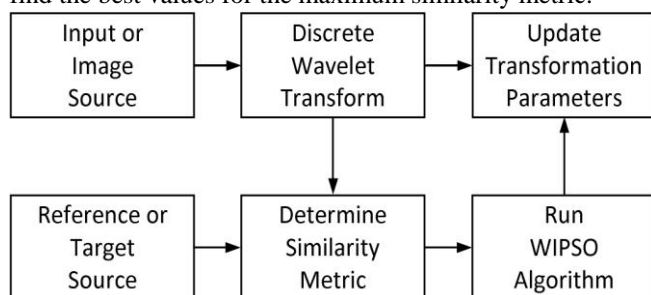 find the best values for the maximum similarity metric.
Input or
Image
Source
Discrete
Wavelet
Transform
Update
Transformation
Parameters
Reference or
Target
Source
Determine
Similarity
Metric
Run
WIPSO
Algorithm